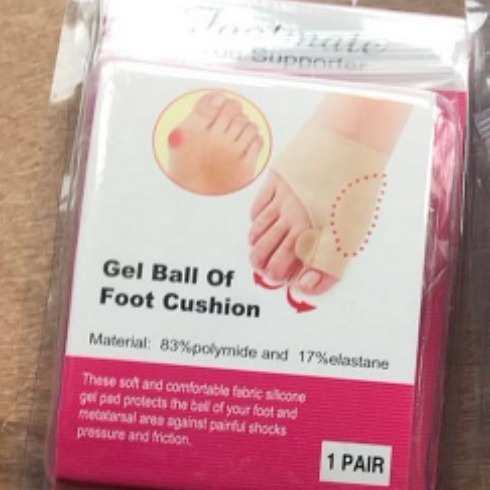 Footmate
Supporter
Gel Ball Of
Foot Cushion
Material: 83%polymide and 17%elastane
These soft and comfortable fabric silicone
gel pad protects the ball of your foot and
metatarsal area against painful shocks
pressure and friction.
1 PAIR